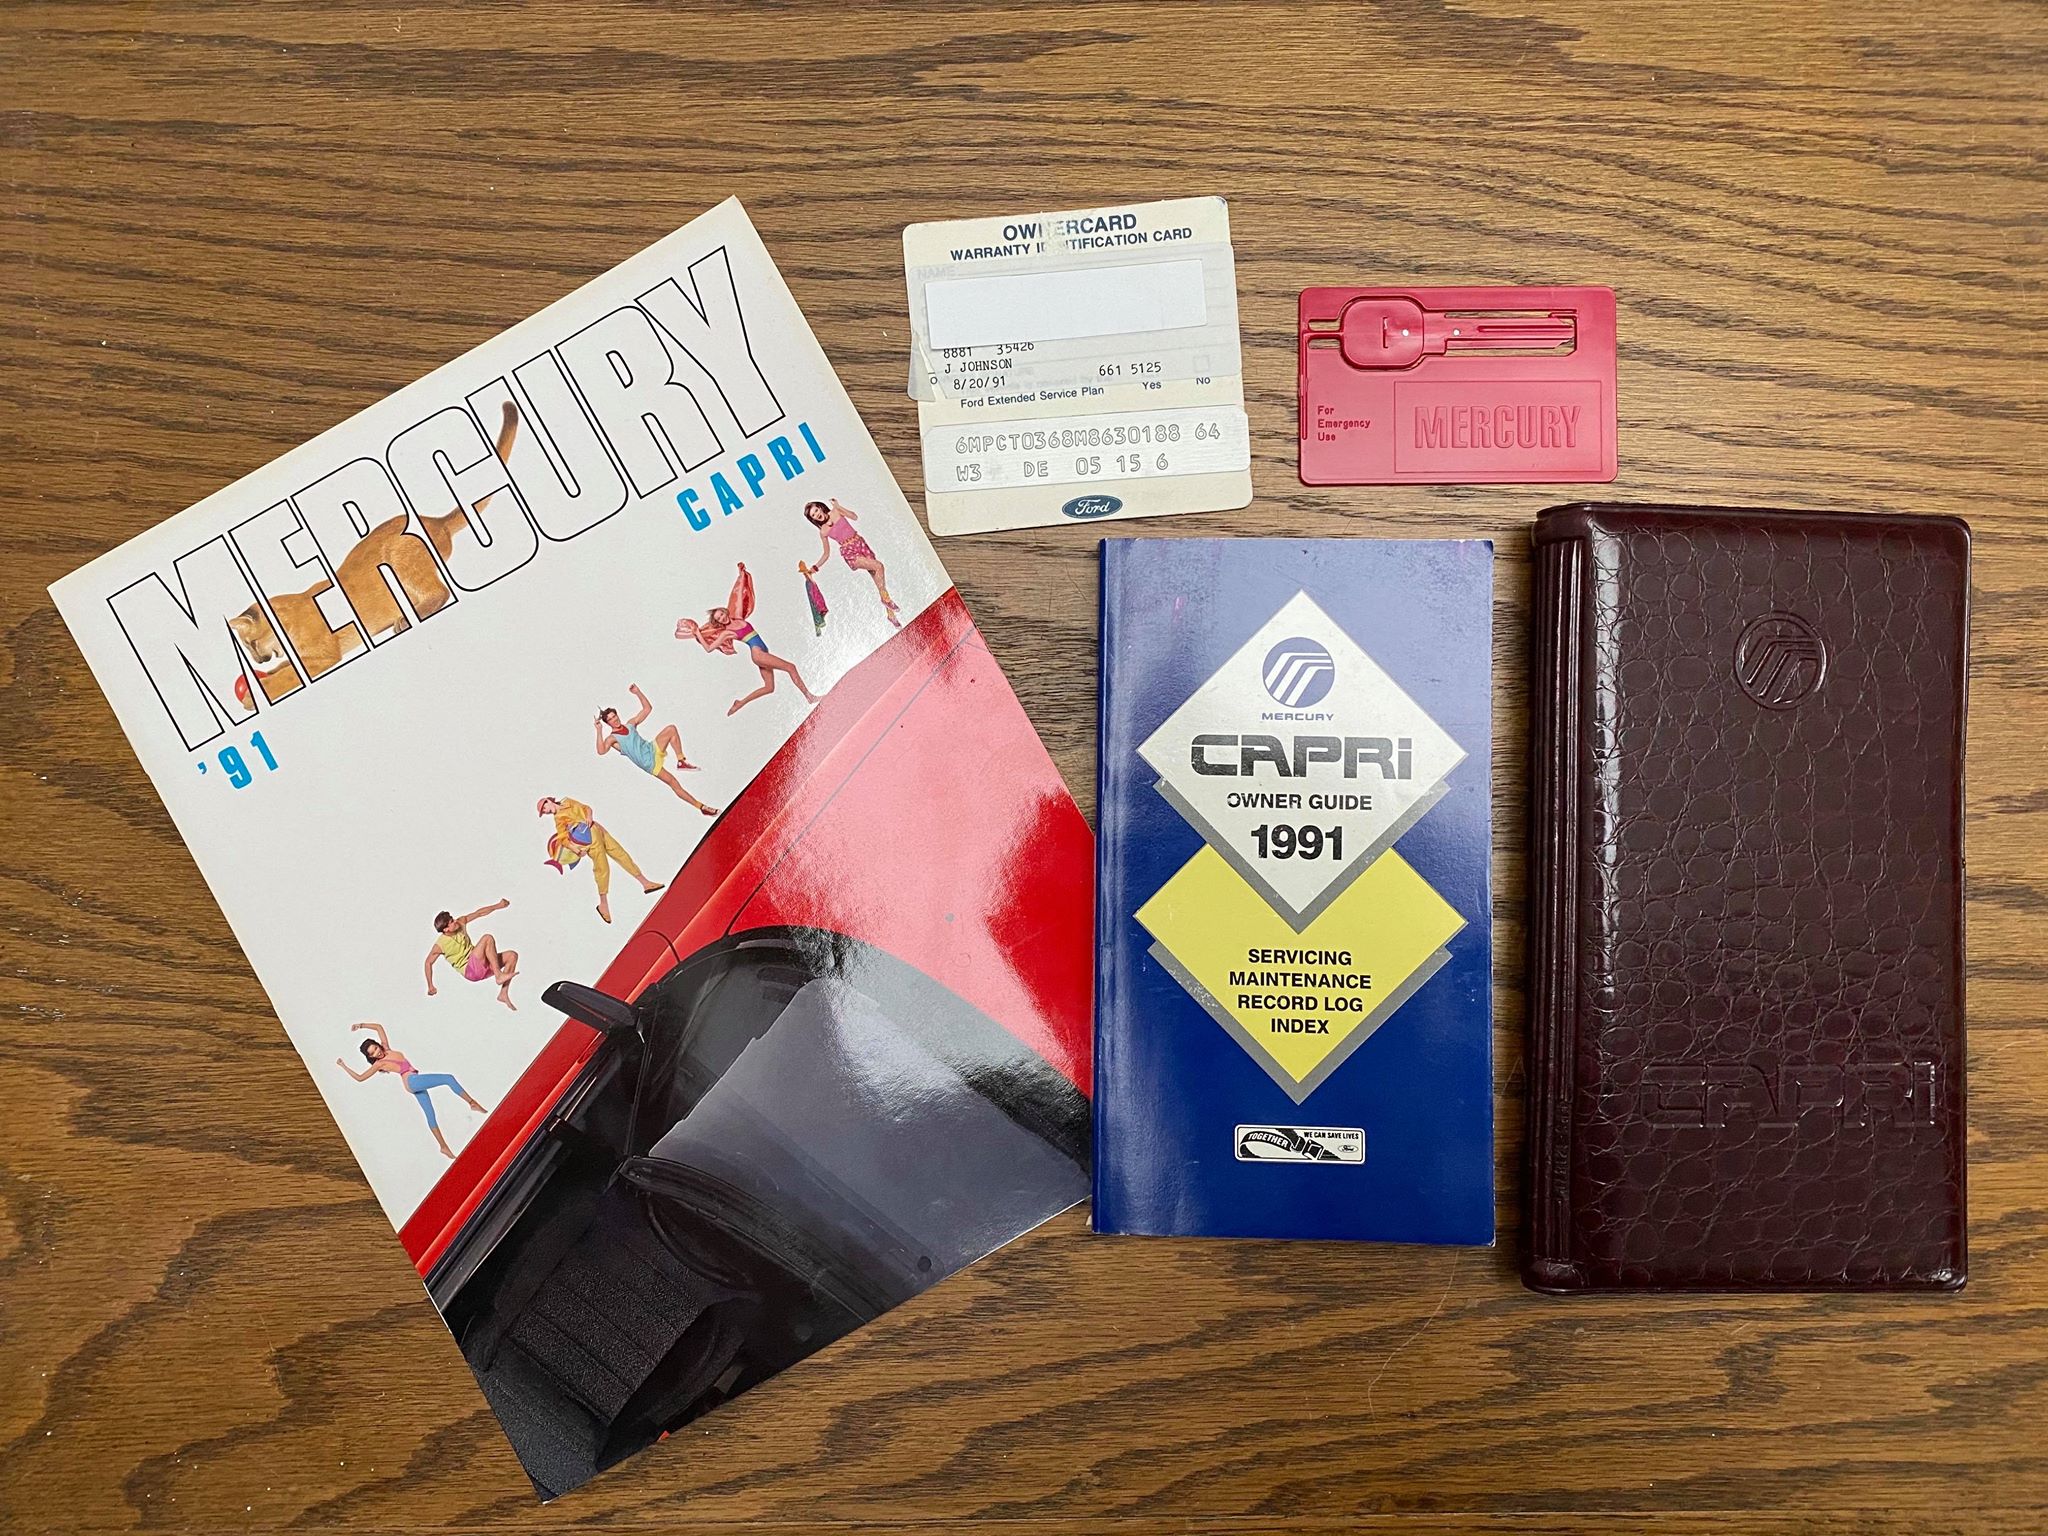 MERCURY
CAPRI
'91
OWNERCARD
WARRANTY IDENTIFICATION CARD
NAME
8881 35426
J JOHNSON 661 5125
8/20/91
Ford Extended Service Plan Yes No
6MPCT0368M8630188 64
W3 DE 05 15 6
Ford
For
Emergency
Use
MERCURY
MERCURY
CAPRI
OWNER GUIDE
1991
SERVICING
MAINTENANCE
RECORD LOG
INDEX
TOGETHER WE CAN SAVE LIVES
Ford
CAPRI